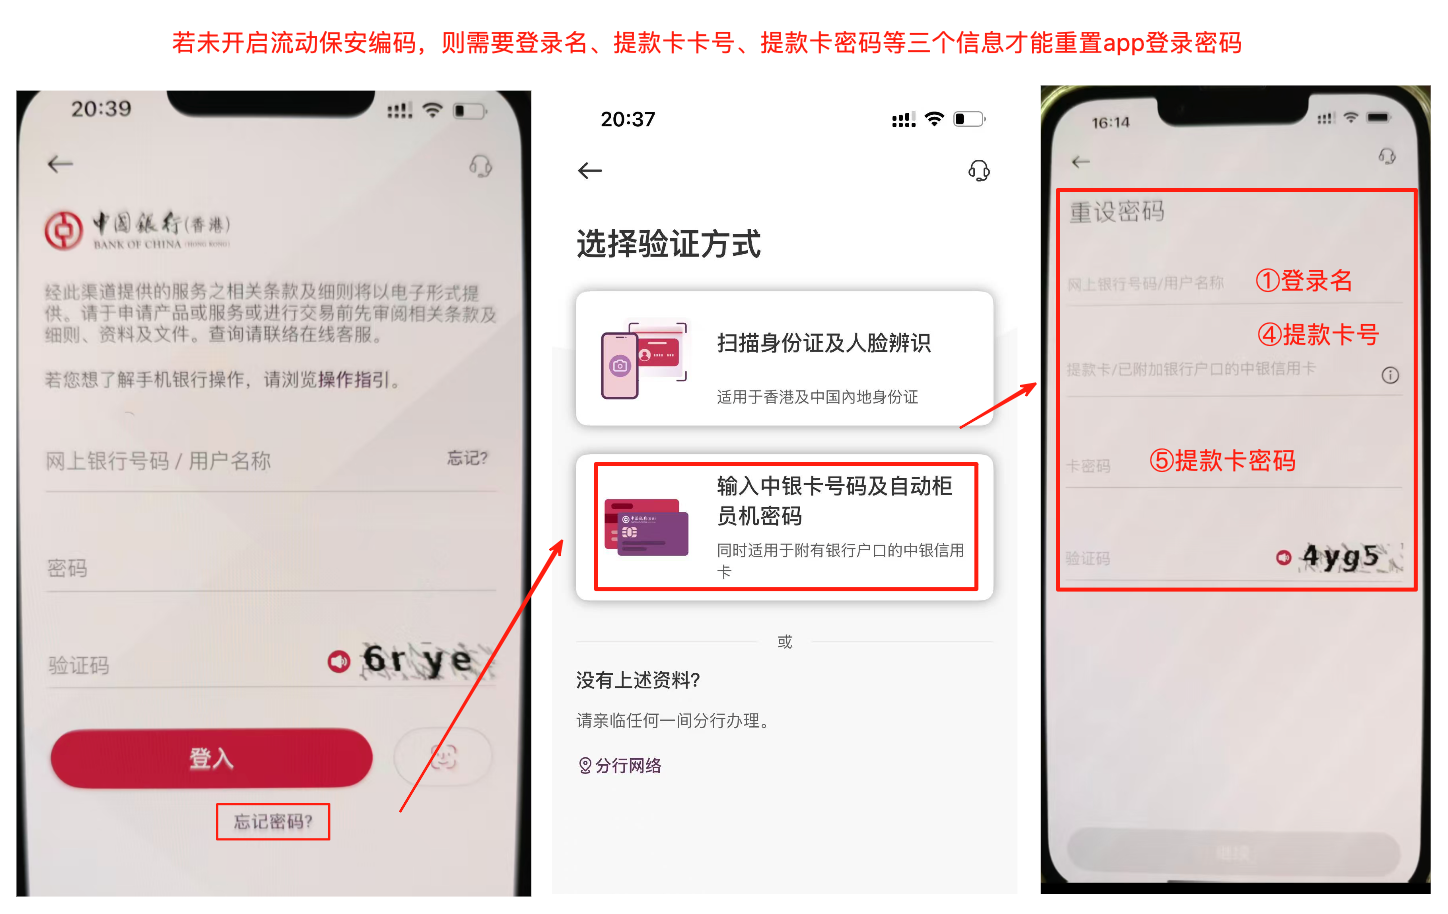 若未开启流动保安编码，则需要登录名、提款卡卡号、提款卡密码等三个信息才能重置app登录密码
20:39
中国银行(香港)
BANK OF CHINA (HONG KONG)
经此渠道提供的服务之相关条款及细则将以电子形式提
供。请于申请产品或服务或进行交易前先审阅相关条款及
细则、资料及文件。查询请联络在线客服。
若您想了解手机银行操作，请浏览操作指引。
网上银行号码 / 用户名称
忘记?
密码
验证码
6rye
登入
忘记密码?
20:37
选择验证方式
扫描身份证及人脸辨识
适用于香港及中国內地身份证
输入中银卡号码及自动柜
员机密码
同时适用于附有银行户口的中银信用
卡
或
没有上述资料?
请亲临任何一间分行办理。
分行网络
16:14
重设密码
网上银行号码/用户名称
①登录名
④提款卡号
提款卡/已附加银行户口的中银信用卡
卡密码
⑤提款卡密码
验证码
4yg5
继续